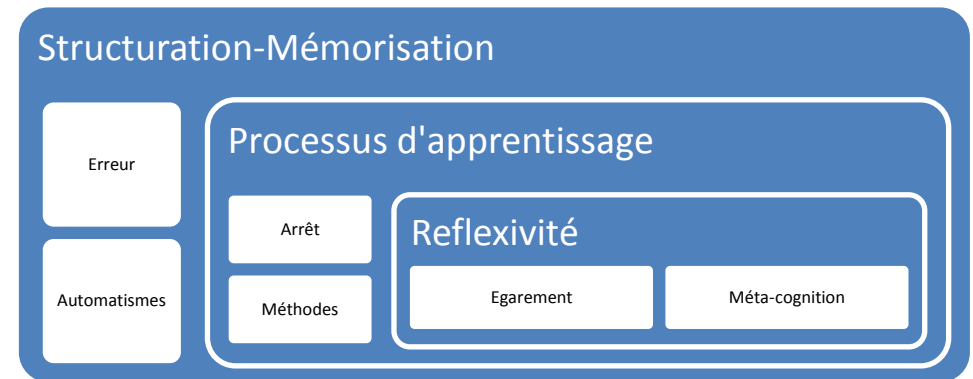 Structuration-Mémorisation
Erreur
Automatismes
Processus d'apprentissage
Arrêt
Méthodes
Reflexivité
Egarement
Méta-cognition